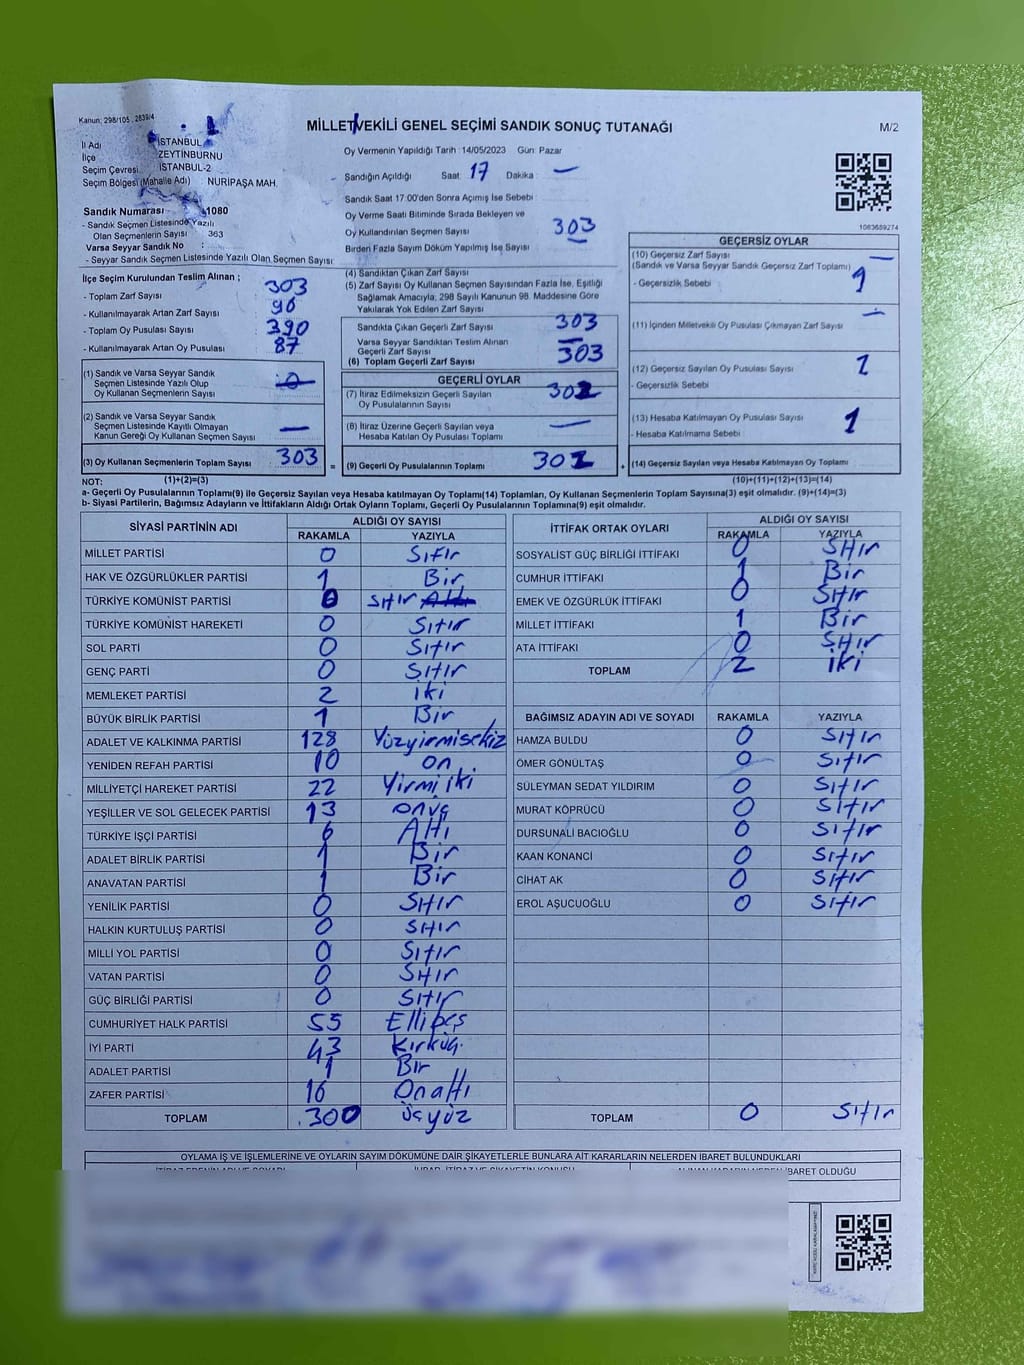 Kanun; 298/105, 2839/4
MİLLETVEKİLİ GENEL SEÇİMİ SANDIK SONUÇ TUTANAĞI
M/2
İl Adı İSTANBUL
İlçe ZEYTİNBURNU
Seçim Çevresi İSTANBUL-2
Seçim Bölgesi (Mahalle Adı) NURİPAŞA MAH.
Sandık Numarası 1080
- Sandık Seçmen Listesinde Yazılı
Olan Seçmenlerin Sayısı 363
Varsa Seyyar Sandık No :
- Seyyar Sandık Seçmen Listesinde Yazılı Olan Seçmen Sayısı:
Oy Vermenin Yapıldığı Tarih :14/05/2023 Gün: Pazar
Sandığın Açıldığı Saat: 17 Dakika —
Sandık Saat 17.00'den Sonra Açımış İse Sebebi :
Oy Verme Saati Bitiminde Sırada Bekleyen ve
Oy Kullandırılan Seçmen Sayısı 303
Birden Fazla Sayım Döküm Yapılmış İse Sayısı —
1083689274
İlçe Seçim Kurulundan Teslim Alınan ;
- Toplam Zarf Sayısı : 303
- Kullanılmayarak Artan Zarf Sayısı : 90
- Toplam Oy Pusulası Sayısı : 390
- Kullanılmayarak Artan Oy Pusulası : 87
(1) Sandık ve Varsa Seyyar Sandık
Seçmen Listesinde Yazılı Olup
Oy Kullanan Seçmenlerin Sayısı 0
(2) Sandık ve Varsa Seyyar Sandık
Seçmen Listesinde Kayıtlı Olmayan
Kanun Gereği Oy Kullanan Seçmen Sayısı —
(3) Oy Kullanan Seçmenlerin Toplam Sayısı 303
(1)+(2)=(3)
(4) Sandıktan Çıkan Zarf Sayısı
(5) Zarf Sayısı Oy Kullanan Seçmen Sayısından Fazla İse, Eşitliği
Sağlamak Amacıyla, 298 Sayılı Kanunun 98. Maddesine Göre
Yakılarak Yok Edilen Zarf Sayısı :
Sandıkta Çıkan Geçerli Zarf Sayısı 303
Varsa Seyyar Sandıktan Teslim Alınan
Geçerli Zarf Sayısı —
(6) Toplam Geçerli Zarf Sayısı 303
GEÇERLİ OYLAR
(7) İtiraz Edilmeksizin Geçerli Sayılan
Oy Pusulalarının Sayısı 302
(8) İtiraz Üzerine Geçerli Sayılan veya
Hesaba Katılan Oy Pusulası Toplamı —
= (9) Geçerli Oy Pusulalarının Toplamı 302
GEÇERSİZ OYLAR
(10) Geçersiz Zarf Sayısı —
(Sandık ve Varsa Seyyar Sandık Geçersiz Zarf Toplamı)
- Geçersizlik Sebebi 1
(11) İçinden Milletvekili Oy Pusulası Çıkmayan Zarf Sayısı —
(12) Geçersiz Sayılan Oy Pusulası Sayısı 1
- Geçersizlik Sebebi
(13) Hesaba Katılmayan Oy Pusulası Sayısı 1
- Hesaba Katılmama Sebebi
+ (14) Geçersiz Sayılan veya Hesaba Katılmayan Oy Toplamı
(10)+(11)+(12)+(13)=(14)
NOT:
a- Geçerli Oy Pusulalarının Toplamı(9) ile Geçersiz Sayılan veya Hesaba katılmayan Oy Toplam(14) Toplamları, Oy Kullanan Seçmenlerin Toplam Sayısına(3) eşit olmalıdır. (9)+(14)=(3)
b- Siyasi Partilerin, Bağımsız Adayların ve İttifakların Aldığı Ortak Oyların Toplamı, Geçerli Oy Pusulalarının Toplamına(9) eşit olmalıdır.
SİYASİ PARTİNİN ADI ALDIĞI OY SAYISI
RAKAMLA YAZIYLA
MİLLET PARTİSİ 0 Sıfır
HAK VE ÖZGÜRLÜKLER PARTİSİ 1 Bir
TÜRKİYE KOMÜNİST PARTİSİ 0 Sıfır Altı
TÜRKİYE KOMÜNİST HAREKETİ 0 Sıfır
SOL PARTİ 0 Sıfır
GENÇ PARTİ 0 Sıfır
MEMLEKET PARTİSİ 2 iki
BÜYÜK BİRLİK PARTİSİ 1 Bir
ADALET VE KALKINMA PARTİSİ 128 Yüzyirmisekiz
YENİDEN REFAH PARTİSİ 10 on
MİLLİYETÇİ HAREKET PARTİSİ 22 Yirmi iki
YEŞİLLER VE SOL GELECEK PARTİSİ 13 onüç
TÜRKİYE İŞÇİ PARTİSİ 6 Altı
ADALET BİRLİK PARTİSİ 1 Bir
ANAVATAN PARTİSİ 1 Bir
YENİLİK PARTİSİ 0 Sıfır
HALKIN KURTULUŞ PARTİSİ 0 Sıfır
MİLLİ YOL PARTİSİ 0 Sıfır
VATAN PARTİSİ 0 Sıfır
GÜÇ BİRLİĞİ PARTİSİ 0 Sıfır
CUMHURİYET HALK PARTİSİ 55 Ellibeş
İYİ PARTİ 43 Kırküç
ADALET PARTİSİ 1 Bir
ZAFER PARTİSİ 16 Onaltı
TOPLAM 300 üçyüz
İTTİFAK ORTAK OYLARI ALDIĞI OY SAYISI
RAKAMLA YAZIYLA
SOSYALİST GÜÇ BİRLİĞİ İTTİFAKI 0 Sıfır
CUMHUR İTTİFAKI 1 Bir
EMEK VE ÖZGÜRLÜK İTTİFAKI 0 Sıfır
MİLLET İTTİFAKI 1 Bir
ATA İTTİFAKI 0 Sıfır
TOPLAM 2 iki
BAĞIMSIZ ADAYIN ADI VE SOYADI RAKAMLA YAZIYLA
HAMZA BULDU 0 Sıfır
ÖMER GÖNÜLTAŞ 0 Sıfır
SÜLEYMAN SEDAT YILDIRIM 0 Sıfır
MURAT KÖPRÜCÜ 0 Sıfır
DURSUNALİ BACIOĞLU 0 Sıfır
KAAN KONANCİ 0 Sıfır
CİHAT AK 0 Sıfır
EROL AŞUCUOĞLU 0 Sıfır
TOPLAM 0 Sıfır
OYLAMA İŞ VE İŞLEMLERİNE VE OYLARIN SAYIM DÖKÜMÜNE DAİR ŞİKAYETLERLE BUNLARA AİT KARARLARIN NELERDEN İBARET BULUNDUKLARI
İTİRAZ EDENİN ADI VE SOYADI İHBAR, İTİRAZ VE ŞİKAYETİN KONUSU ALINAN KARARIN NEDEN İBARET OLDUĞU